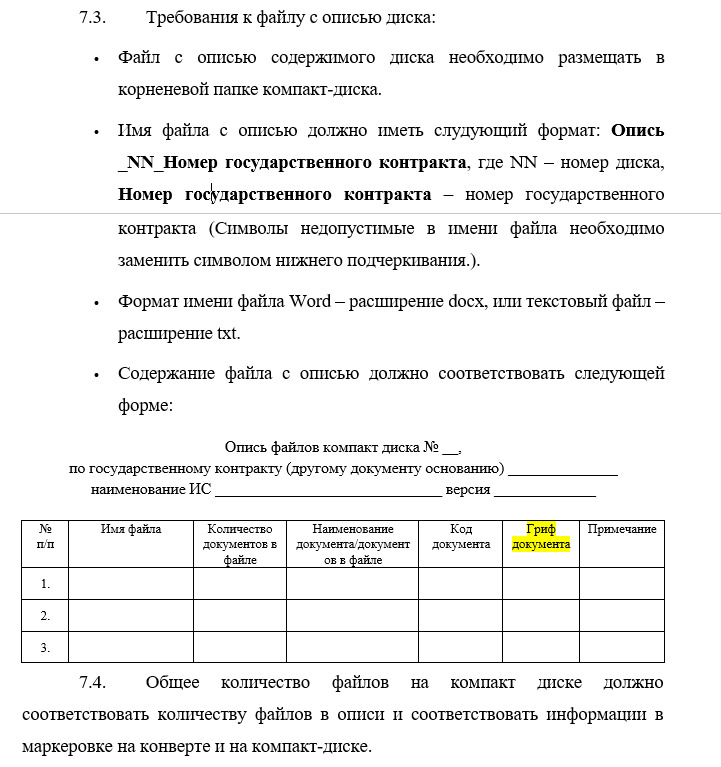 7.3. Требования к файлу с описью диска:
• Файл с описью содержимого диска необходимо размещать в
корненевой папке компакт-диска.
• Имя файла с описью должно иметь слудующий формат: Опись
_NN_Номер государственного контракта, где NN – номер диска,
Номер государственного контракта – номер государственного
контракта (Символы недопустимые в имени файла необходимо
заменить символом нижнего подчеркивания.).
• Формат имени файла Word – расширение docx, или текстовый файл –
расширение txt.
• Содержание файла с описью должно соответствовать следующей
форме:
Опись файлов компакт диска № __,
по государственному контракту (другому документу основанию) _______________
наименование ИС _______________________________ версия ______________
№ Имя файла Количество Наименование Код Гриф Примечание
п/п документов в документа/документ документа документа
файле ов в файле
1.
2.
3.
7.4. Общее количество файлов на компакт диске должно
соответствовать количеству файлов в описи и соответствовать информации в
маркеровке на конверте и на компакт-диске.